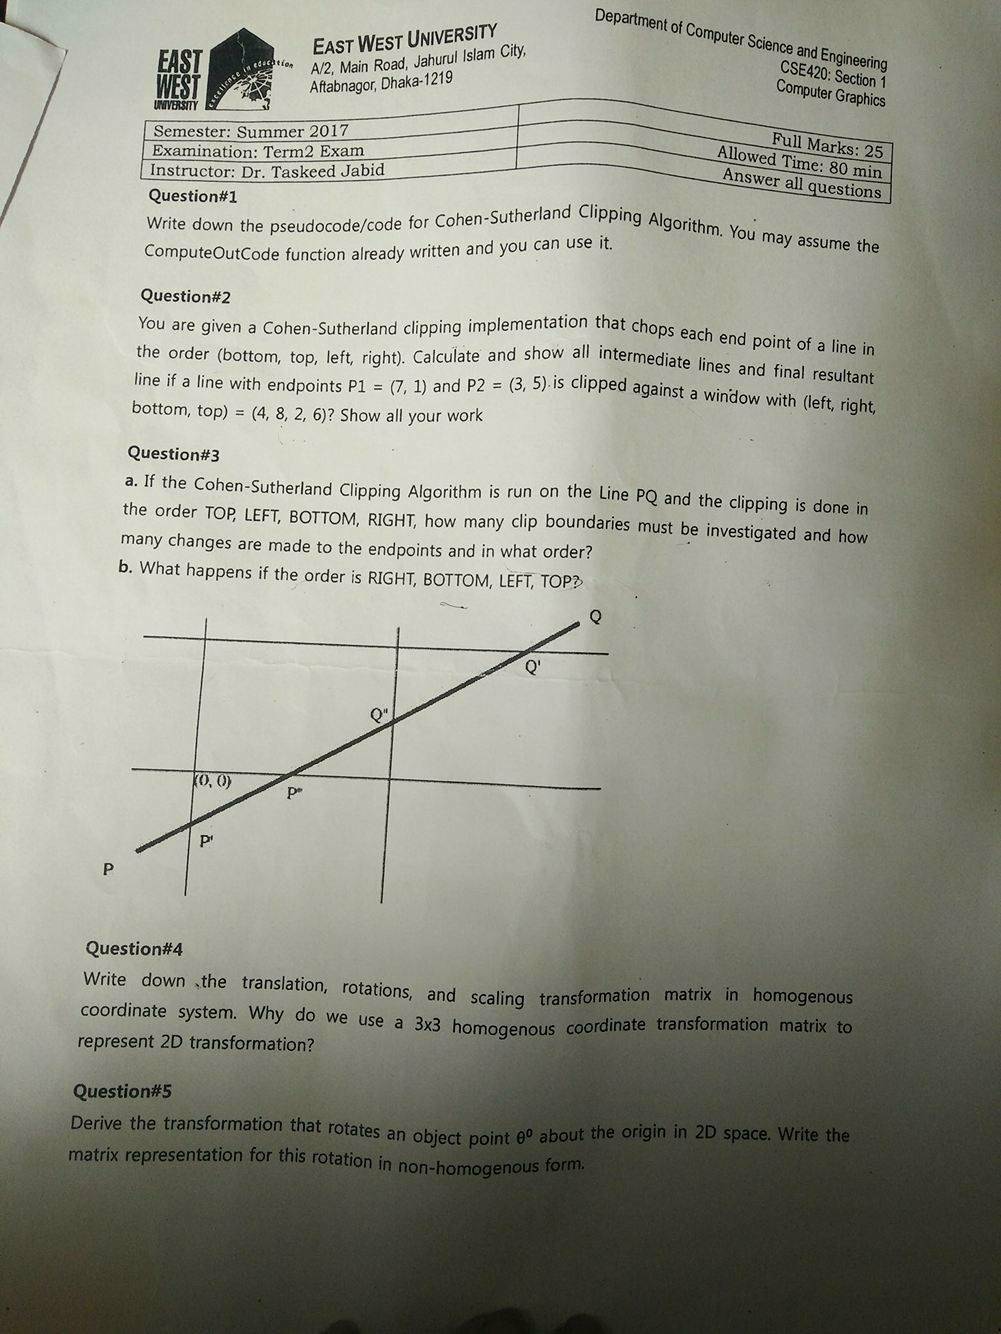 EAST
WEST
UNIVERSITY
excellence in education
EAST WEST UNIVERSITY
A/2, Main Road, Jahurul Islam City,
Aftabnagor, Dhaka-1219
Department of Computer Science and Engineering
CSE420: Section 1
Computer Graphics
Semester: Summer 2017
Full Marks: 25
Examination: Term2 Exam
Allowed Time: 80 min
Instructor: Dr. Taskeed Jabid
Answer all questions
Question#1
Write down the pseudocode/code for Cohen-Sutherland Clipping Algorithm. You may assume the
ComputeOutCode function already written and you can use it.
Question#2
You are given a Cohen-Sutherland clipping implementation that chops each end point of a line in
the order (bottom, top, left, right). Calculate and show all intermediate lines and final resultant
line if a line with endpoints P1 = (7, 1) and P2 = (3, 5) is clipped against a window with (left, right,
bottom, top) = (4, 8, 2, 6)? Show all your work
Question#3
a. If the Cohen-Sutherland Clipping Algorithm is run on the Line PQ and the clipping is done in
the order TOP, LEFT, BOTTOM, RIGHT, how many clip boundaries must be investigated and how
many changes are made to the endpoints and in what order?
b. What happens if the order is RIGHT, BOTTOM, LEFT, TOP?
Q
Q'
Q"
(0, 0)
P"
P'
P
Question#4
Write down the translation, rotations, and scaling transformation matrix in homogenous
coordinate system. Why do we use a 3x3 homogenous coordinate transformation matrix to
represent 2D transformation?
Question#5
Derive the transformation that rotates an object point θ⁰ about the origin in 2D space. Write the
matrix representation for this rotation in non-homogenous form.